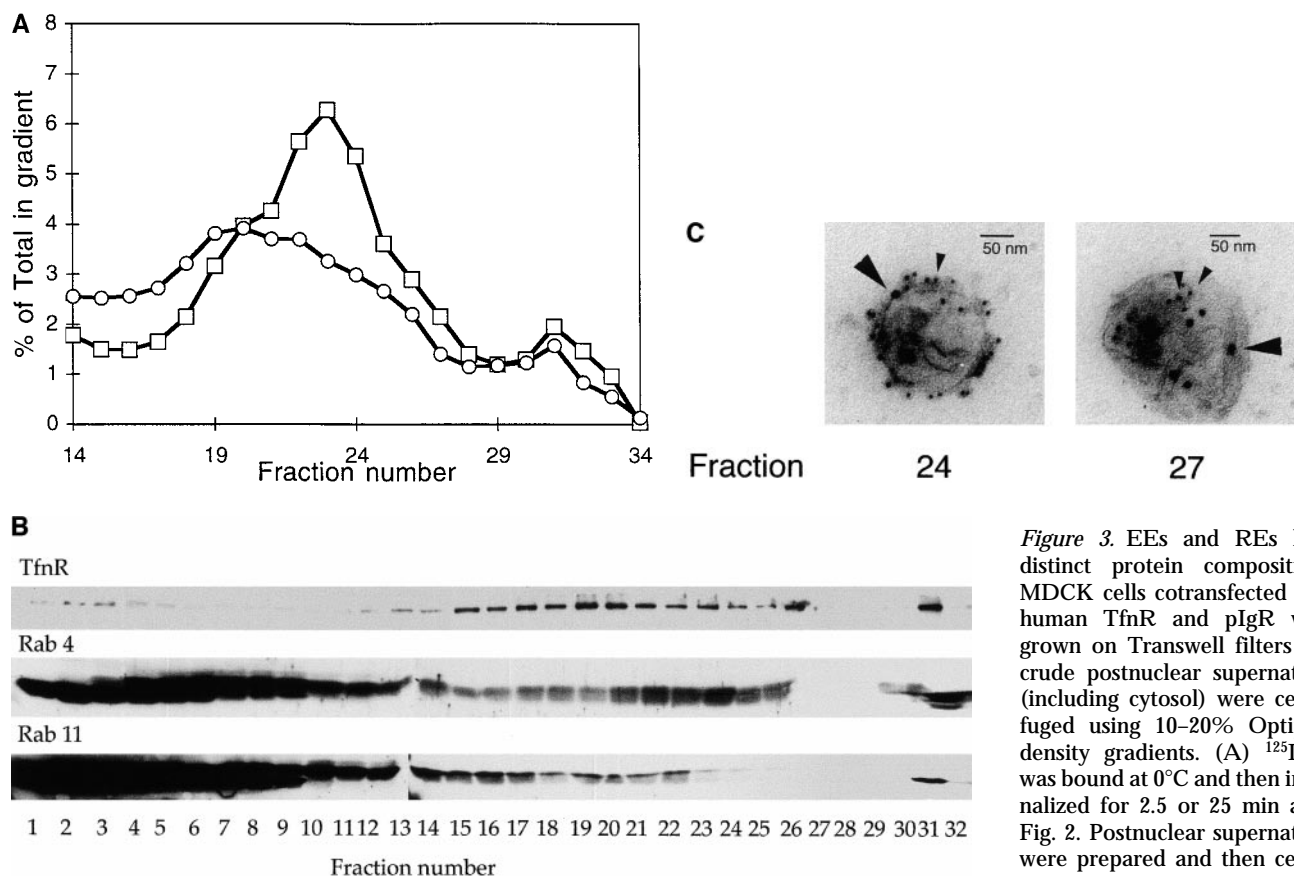 A
8
7
6
5
4
3
2
1
0
% of Total in gradient
14 19 24 29 34
Fraction number
C
50 nm 50 nm
Fraction 24 27
B
TfnR
Rab 4
Rab 11
1 2 3 4 5 6 7 8 9 10 11 12 13 14 15 16 17 18 19 20 21 22 23 24 25 26 27 28 29 30 31 32
Fraction number
Figure 3. EEs and REs
distinct protein composit
MDCK cells cotransfected
human TfnR and pIgR
grown on Transwell filters
crude postnuclear supernat
(including cytosol) were ce
fuged using 10–20% Opti
density gradients. (A) ¹²⁵I
was bound at 0°C and then in
nalized for 2.5 or 25 min a
Fig. 2. Postnuclear supernat
were prepared and then ce